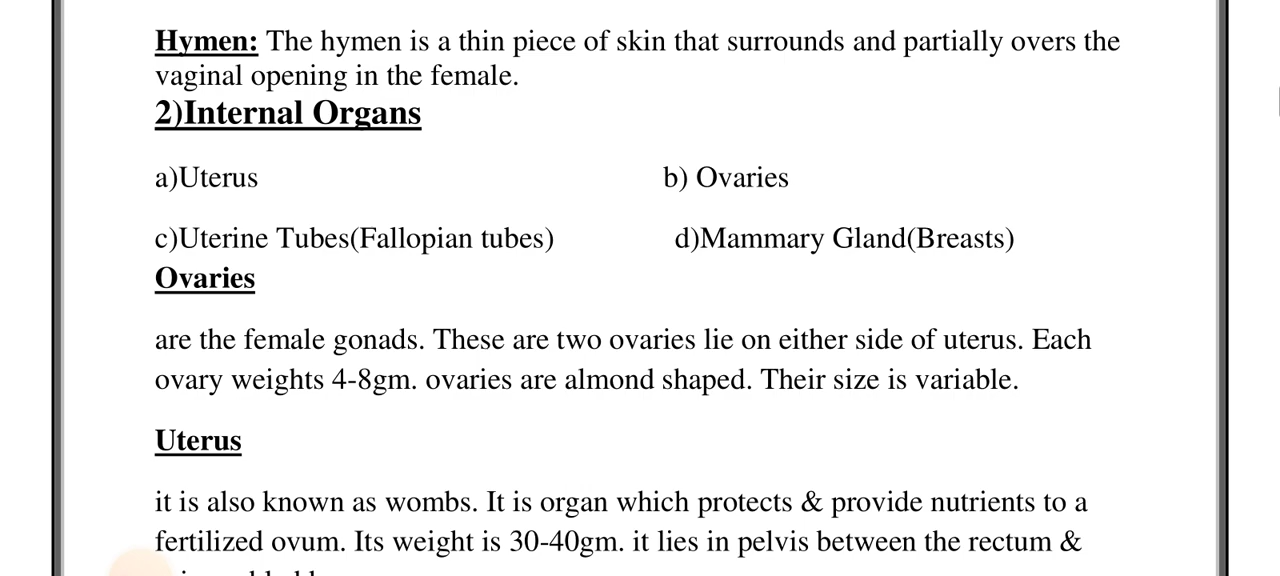 Hymen: The hymen is a thin piece of skin that surrounds and partially overs the
vaginal opening in the female.
2)Internal Organs
a)Uterus b) Ovaries
c)Uterine Tubes(Fallopian tubes) d)Mammary Gland(Breasts)
Ovaries
are the female gonads. These are two ovaries lie on either side of uterus. Each
ovary weights 4-8gm. ovaries are almond shaped. Their size is variable.
Uterus
it is also known as wombs. It is organ which protects & provide nutrients to a
fertilized ovum. Its weight is 30-40gm. it lies in pelvis between the rectum &